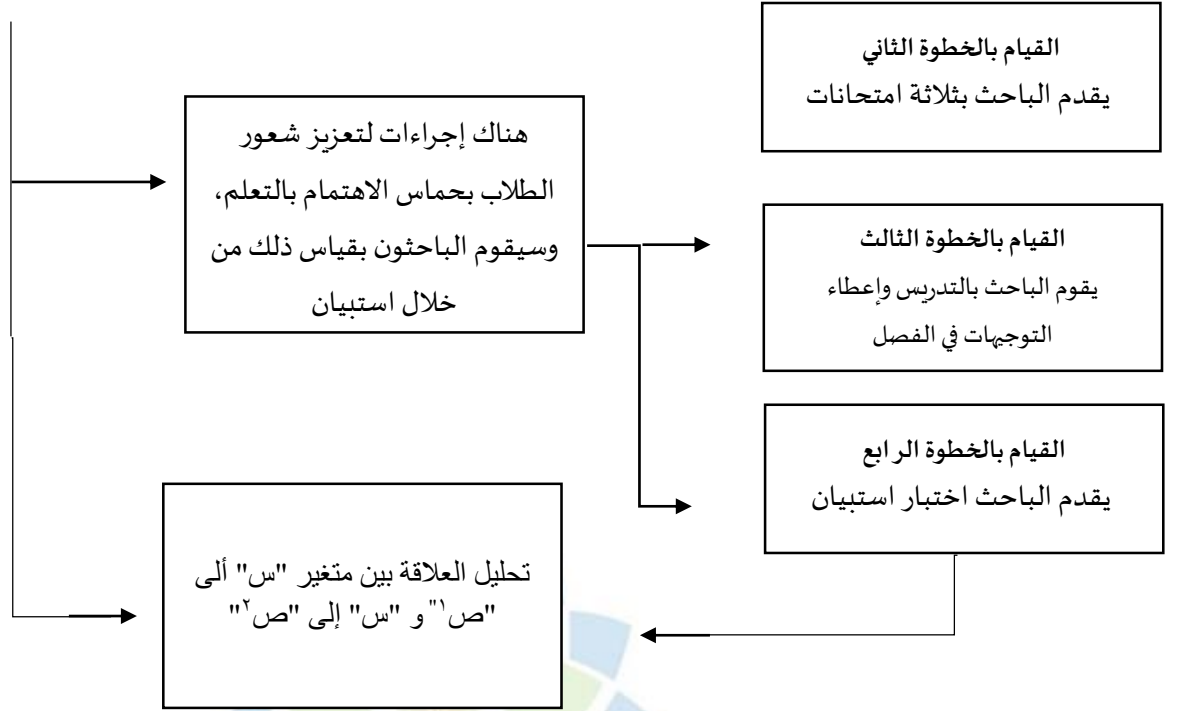 القيام بالخطوة الثاني
يقدم الباحث بثلاثة امتحانات
هناك إجراءات لتعزيز شعور
الطلاب بحماس الاهتمام بالتعلم،
وسيقوم الباحثون بقياس ذلك من
خلال استبيان
القيام بالخطوة الثالث
يقوم الباحث بالتدريس وإعطاء
التوجيهات في الفصل
القيام بالخطوة الرابع
يقدم الباحث اختبار استبيان
تحليل العلاقة بين متغير "س" ألى
"ص١" و "س" إلى "ص٢"